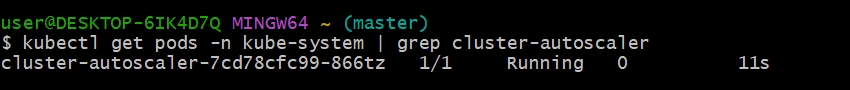 user@DESKTOP-6IK4D7Q MINGW64 ~ (master)
$ kubectl get pods -n kube-system | grep cluster-autoscaler
cluster-autoscaler-7cd78cfc99-866tz   1/1     Running   0          11s